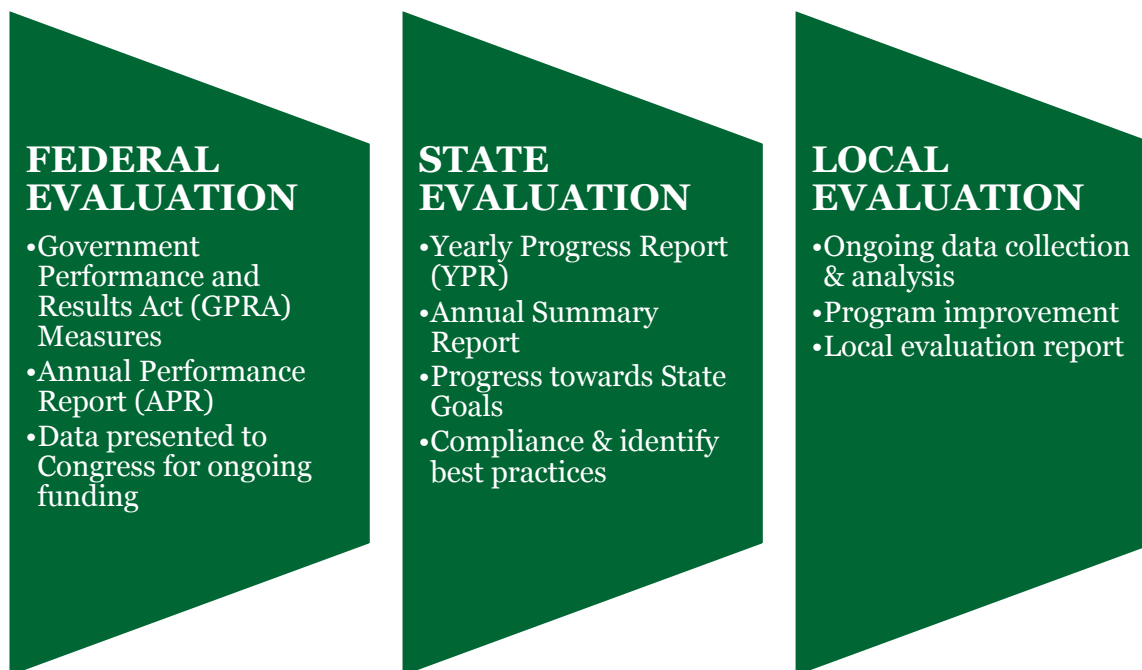 FEDERAL
EVALUATION
•Government
Performance and
Results Act (GPRA)
Measures
•Annual Performance
Report (APR)
•Data presented to
Congress for ongoing
funding
STATE
EVALUATION
•Yearly Progress Report
(YPR)
•Annual Summary
Report
•Progress towards State
Goals
•Compliance & identify
best practices
LOCAL
EVALUATION
•Ongoing data collection
& analysis
•Program improvement
•Local evaluation report